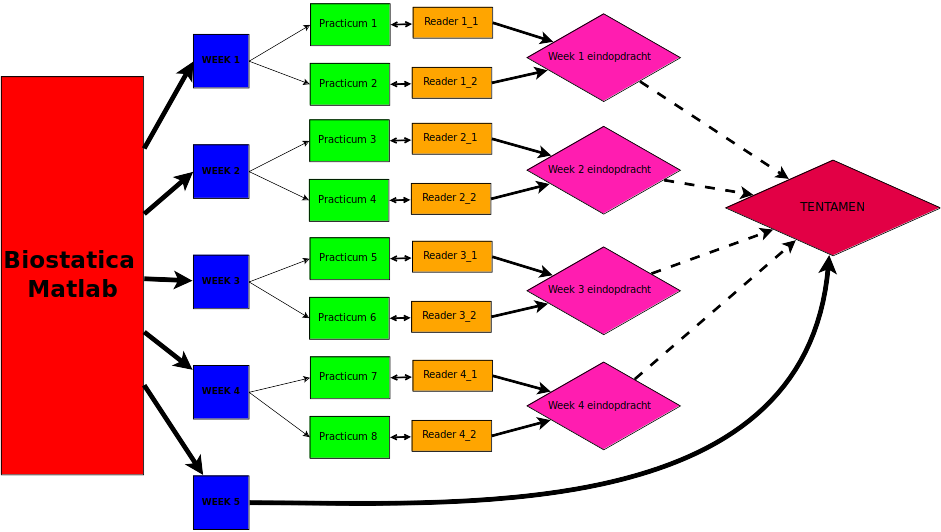 Biostatica
Matlab
WEEK 1
Practicum 1
Reader 1_1
Practicum 2
Reader 1_2
Week 1 eindopdracht
WEEK 2
Practicum 3
Reader 2_1
Practicum 4
Reader 2_2
Week 2 eindopdracht
WEEK 3
Practicum 5
Reader 3_1
Practicum 6
Reader 3_2
Week 3 eindopdracht
WEEK 4
Practicum 7
Reader 4_1
Practicum 8
Reader 4_2
Week 4 eindopdracht
WEEK 5
TENTAMEN